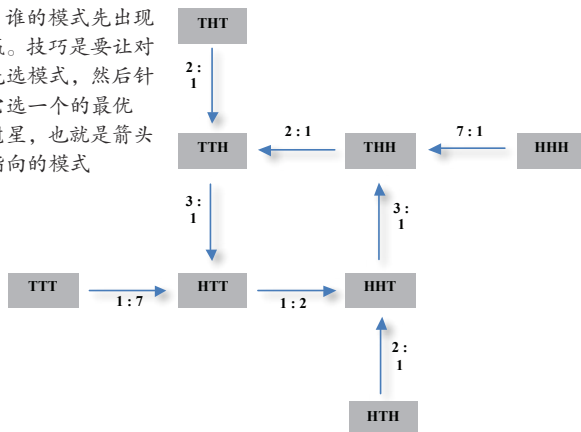 谁的模式先出现
。技巧是要让对
选模式，然后针
选一个的最优
星，也就是箭头
指向的模式
THT
2 :
1
TTH
2 : 1
THH
7 : 1
HHH
3 :
1
3 :
1
TTT
1 : 7
HTT
1 : 2
HHT
2 :
1
HTH